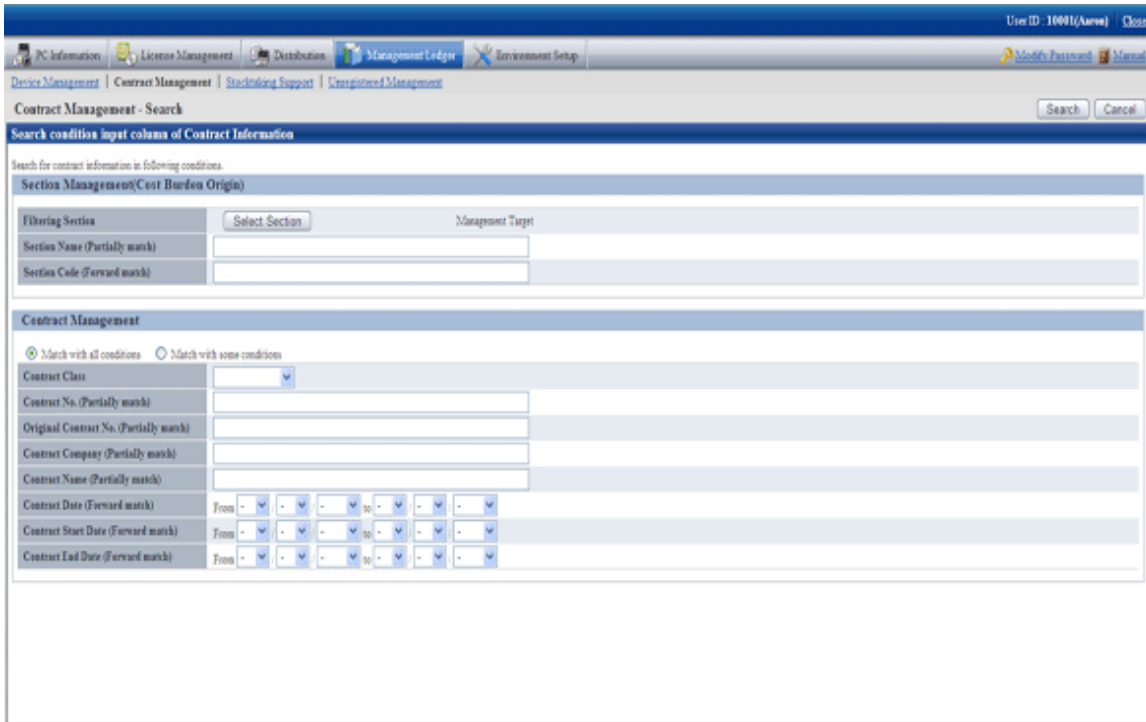 User ID : 10001(Aaron) Close
PC Information License Management Distribution Management Ledger Environment Setup Modify Password Manual
Device Management | Contract Management | Stocktaking Support | Unregistered Management
Contract Management - Search Search Cancel
Search condition input column of Contract Information
Search for contract information in following conditions.
Section Management(Cost Burden Origin)
Filtering Section Select Section Management Target
Section Name (Partially match)
Section Code (Forward match)
Contract Management
Match with all conditions Match with some conditions
Contract Class
Contract No. (Partially match)
Original Contract No. (Partially match)
Contract Company (Partially match)
Contract Name (Partially match)
Contract Date (Forward match) From - / - / - to - / - / -
Contract Start Date (Forward match) From - / - / - to - / - / -
Contract End Date (Forward match) From - / - / - to - / - / -